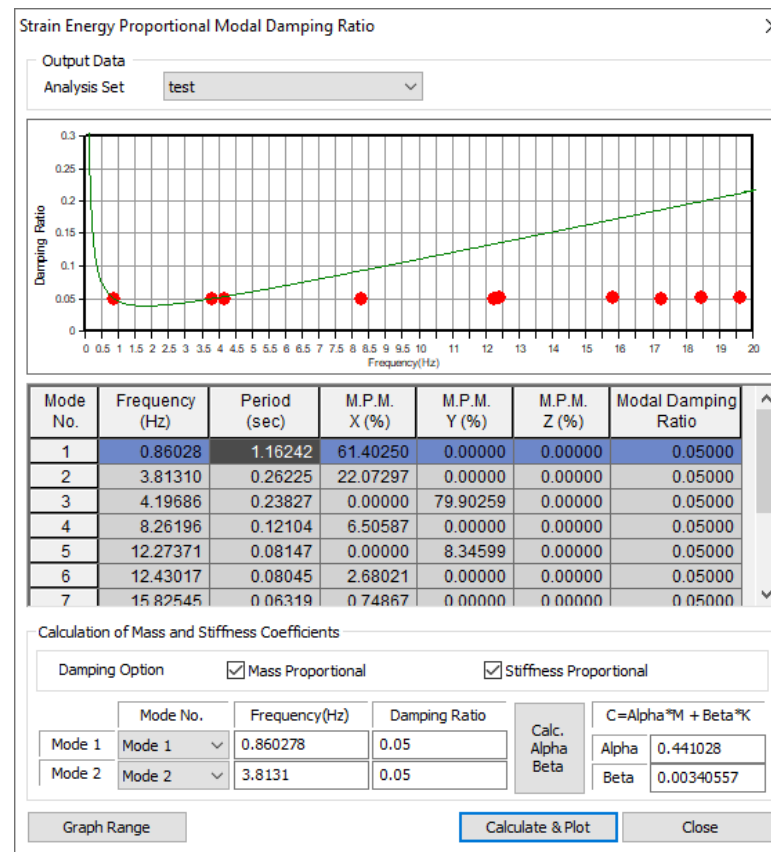 Strain Energy Proportional Modal Damping Ratio
Output Data
Analysis Set test
0.3
0.25
0.2
0.15
0.1
0.05
0
Damping Ratio
0 0.5 1 1.5 2 2.5 3 3.5 4 4.5 5 5.5 6 6.5 7 7.5 8 8.5 9 9.5 10 11 12 13 14 15 16 17 18 19 20
Frequency(Hz)
Mode No. Frequency (Hz) Period (sec) M.P.M. X (%) M.P.M. Y (%) M.P.M. Z (%) Modal Damping Ratio
1 0.86028 1.16242 61.40250 0.00000 0.00000 0.05000
2 3.81310 0.26225 22.07297 0.00000 0.00000 0.05000
3 4.19686 0.23827 0.00000 79.90259 0.00000 0.05000
4 8.26196 0.12104 6.50587 0.00000 0.00000 0.05000
5 12.27371 0.08147 0.00000 8.34599 0.00000 0.05000
6 12.43017 0.08045 2.68021 0.00000 0.00000 0.05000
7 15.82545 0.06319 0.74867 0.00000 0.00000 0.05000
Calculation of Mass and Stiffness Coefficients
Damping Option Mass Proportional Stiffness Proportional
Mode No. Frequency(Hz) Damping Ratio Calc. Alpha Beta C=Alpha*M + Beta*K
Mode 1 Mode 1 0.860278 0.05 Alpha 0.441028
Mode 2 Mode 2 3.8131 0.05 Beta 0.00340557
Graph Range Calculate & Plot Close